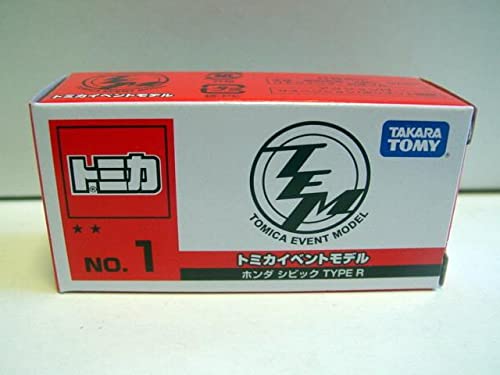 トミカイベントモデル
トミカ
★★
NO. 1
TEM
TOMICA EVENT MODEL
トミカイベントモデル
ホンダ シビック TYPE R
TAKARA
TOMY